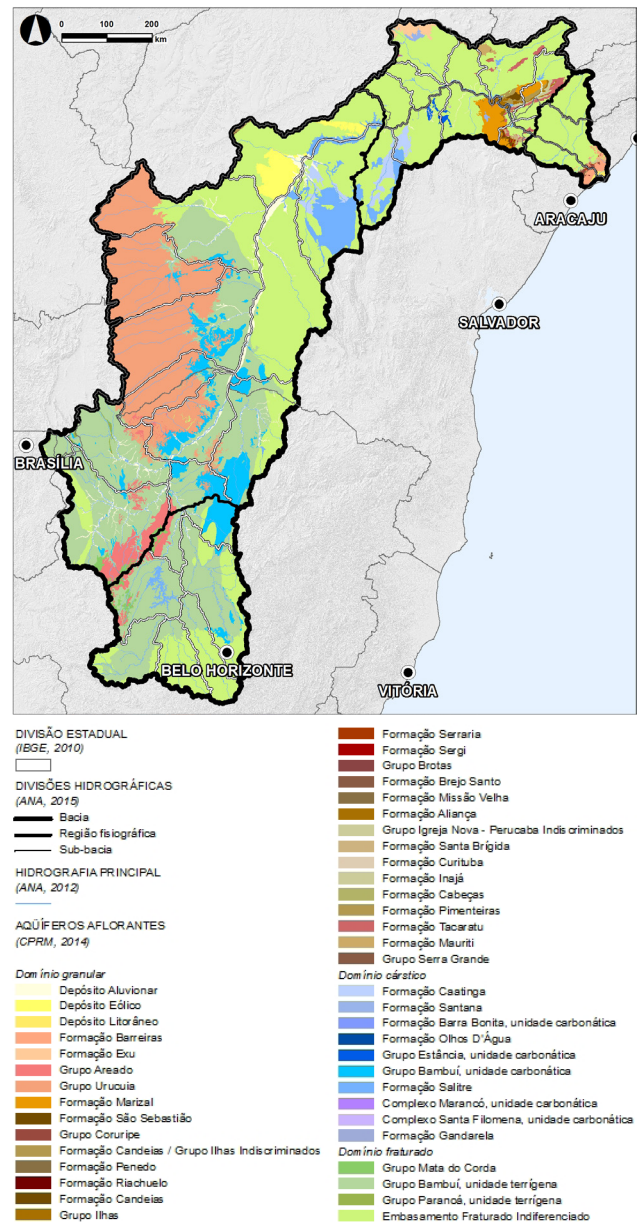 0 100 200
km
ARACAJU
SALVADOR
BRASÍLIA
BELO HORIZONTE
VITÓRIA
DIVISÃO ESTADUAL
(IBGE, 2010)
DIVISÕES HIDROGRÁFICAS
(ANA, 2015)
Bacia
Região fisiográfica
Sub-bacia
HIDROGRAFIA PRINCIPAL
(ANA, 2012)
AQÜÍFEROS AFLORANTES
(CPRM, 2014)
Domínio granular
Depósito Aluvionar
Depósito Eólico
Depósito Litorâneo
Formação Barreiras
Formação Exu
Grupo Areado
Grupo Urucuia
Formação Marizal
Formação São Sebastião
Grupo Coruripe
Formação Candeias / Grupo Ilhas Indiscriminados
Formação Penedo
Formação Riachuelo
Formação Candeias
Grupo Ilhas
Formação Serraria
Formação Sergi
Grupo Brotas
Formação Brejo Santo
Formação Missão Velha
Formação Aliança
Grupo Igreja Nova - Perucaba Indiscriminados
Formação Santa Brígida
Formação Curituba
Formação Inajá
Formação Cabeças
Formação Pimenteiras
Formação Tacaratu
Formação Mauriti
Grupo Serra Grande
Domínio cárstico
Formação Caatinga
Formação Santana
Formação Barra Bonita, unidade carbonática
Formação Olhos D'Água
Grupo Estância, unidade carbonática
Grupo Bambuí, unidade carbonática
Formação Salitre
Complexo Marancó, unidade carbonática
Complexo Santa Filomena, unidade carbonática
Formação Gandarela
Domínio fraturado
Grupo Mata do Corda
Grupo Bambuí, unidade terrígena
Grupo Paranoá, unidade terrígena
Embasamento Fraturado Indiferenciado